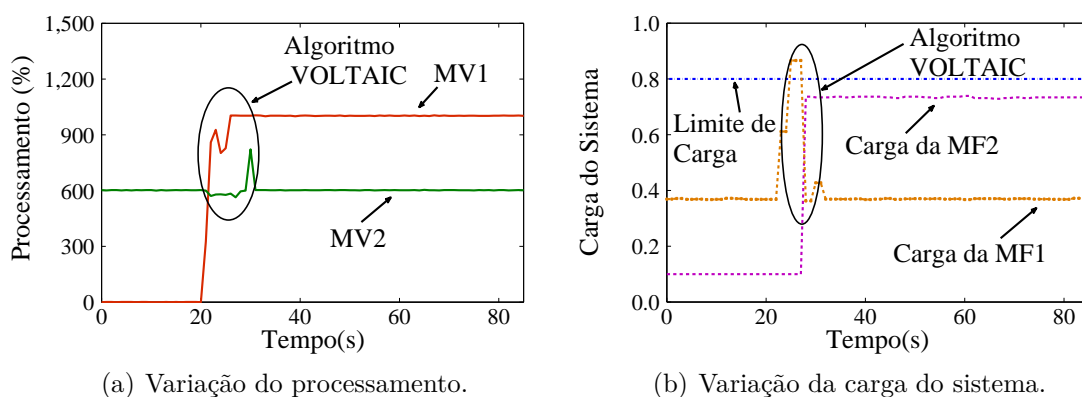 Processamento (%)
1,500
1,200
900
600
300
0
0
20
40
60
80
Tempo(s)
Algoritmo
VOLTAIC
MV1
MV2
(a) Variação do processamento.
Carga do Sistema
1.0
0.8
0.6
0.4
0.2
0.0
0
20
40
60
80
Tempo(s)
Algoritmo
VOLTAIC
Limite de
Carga
Carga da MF2
Carga da MF1
(b) Variação da carga do sistema.